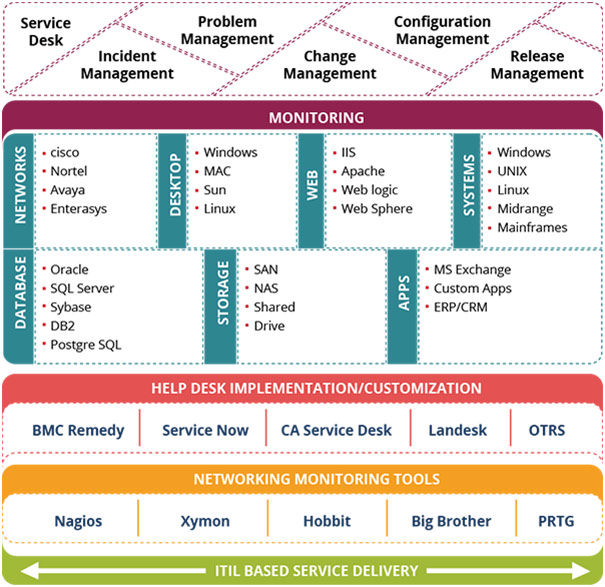 Service
Desk
Problem
Management
Configuration
Management
Incident
Management
Change
Management
Release
Management
MONITORING
NETWORKS
• cisco
• Nortel
• Avaya
• Enterasys
DESKTOP
• Windows
• MAC
• Sun
• Linux
WEB
• IIS
• Apache
• Web logic
• Web Sphere
SYSTEMS
• Windows
• UNIX
• Linux
• Midrange
• Mainframes
DATABASE
• Oracle
• SQL Server
• Sybase
• DB2
• Postgre SQL
STORAGE
• SAN
• NAS
• Shared
• Drive
APPS
• MS Exchange
• Custom Apps
• ERP/CRM
HELP DESK IMPLEMENTATION/CUSTOMIZATION
BMC Remedy
Service Now
CA Service Desk
Landesk
OTRS
NETWORKING MONITORING TOOLS
Nagios
Xymon
Hobbit
Big Brother
PRTG
ITIL BASED SERVICE DELIVERY